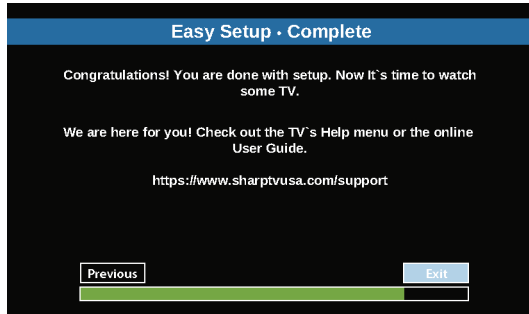 Easy Setup • Complete
Congratulations! You are done with setup. Now It`s time to watch
some TV.
We are here for you! Check out the TV`s Help menu or the online
User Guide.
https://www.sharptvusa.com/support
Previous
Exit